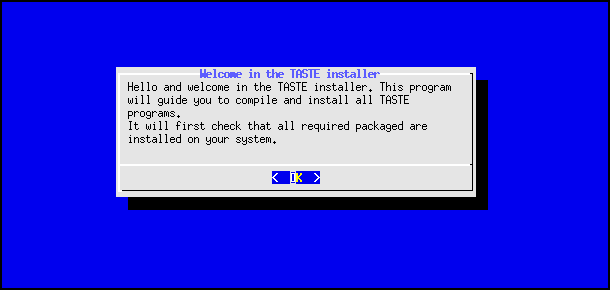 Welcome in the TASTE installer
Hello and welcome in the TASTE installer. This program
will guide you to compile and install all TASTE
programs.
It will first check that all required packaged are
installed on your system.
< OK >